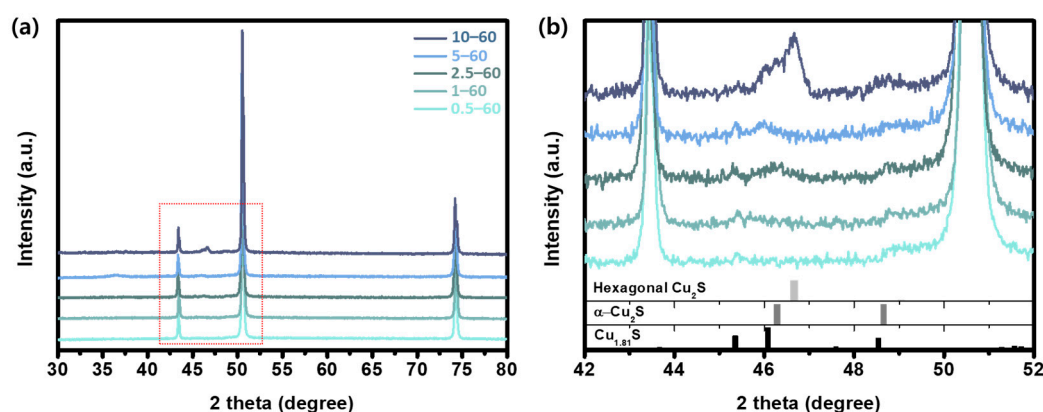 (a)
10–60
5–60
2.5–60
1–60
0.5–60
Intensity (a.u.)
30 35 40 45 50 55 60 65 70 75 80
2 theta (degree)
(b)
Intensity (a.u.)
Hexagonal Cu₂S
α–Cu₂S
Cu₁.₈₁S
42 44 46 48 50 52
2 theta (degree)